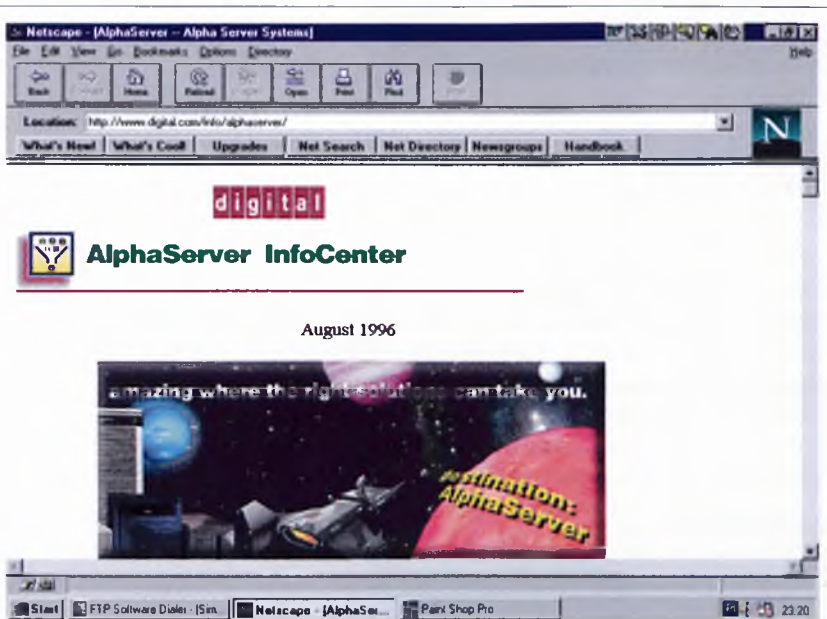 Netscape - [AlphaServer -- Alpha Server Systems]
File Edit View Go Bookmarks Options Directory Help
Back Home Reload Open Print Find
Location: http://www.digital.com/info/alphaserver/
What's New! What's Cool! Upgrades Net Search Net Directory Newsgroups Handbook
digital
AlphaServer InfoCenter
August 1996
amazing where the right solutions can take you.
destination:
AlphaServer
Start FTP Software Dialer - [Sim... Netscape - [AlphaSer... Paint Shop Pro 23:20